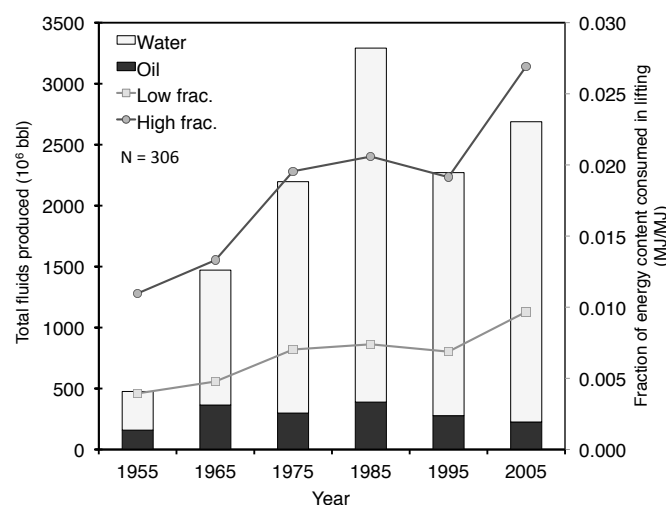 3500
3000
2500
2000
1500
1000
500
0
Total fluids produced (10⁶ bbl)
Water
Oil
Low frac.
High frac.
N = 306
0.030
0.025
0.020
0.015
0.010
0.005
0.000
Fraction of energy content consumed in lifting
(MJ/MJ)
1955 1965 1975 1985 1995 2005
Year